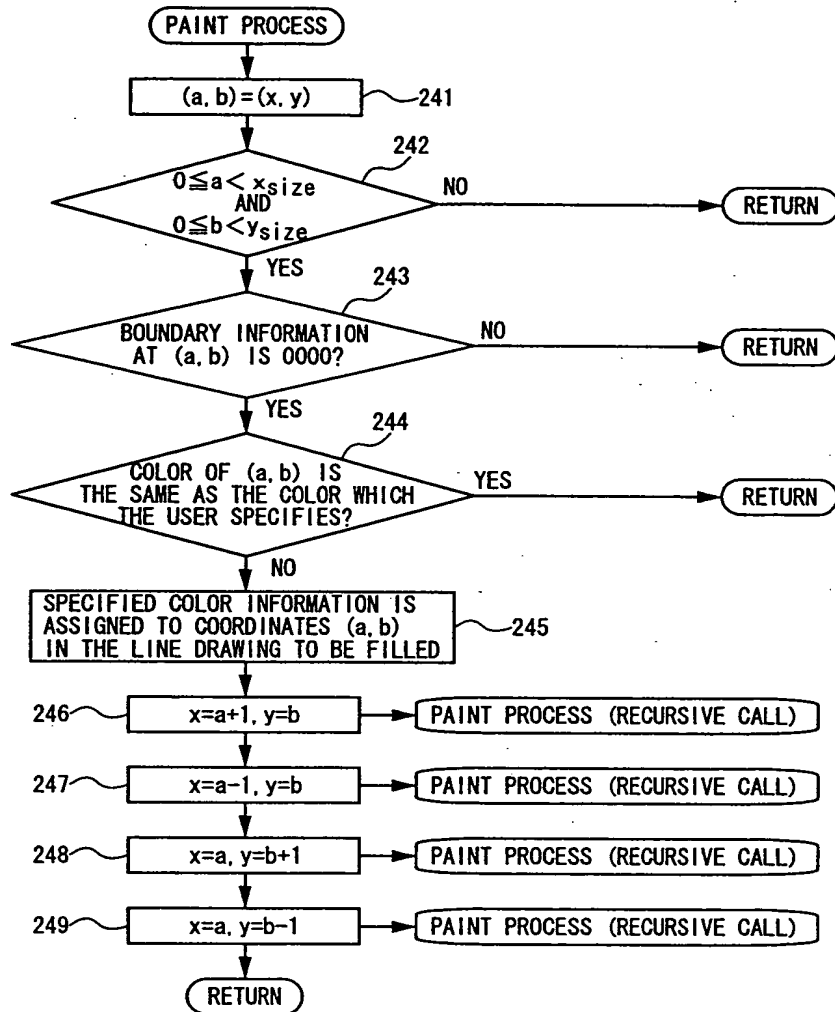 PAINT PROCESS
(a,b)=(x,y)
241
242
0≦a<xsize
AND
0≦b<ysize
NO
RETURN
YES
243
BOUNDARY INFORMATION
AT (a,b) IS 0000?
NO
RETURN
YES
244
COLOR OF (a,b) IS
THE SAME AS THE COLOR WHICH
THE USER SPECIFIES?
YES
RETURN
NO
SPECIFIED COLOR INFORMATION IS
ASSIGNED TO COORDINATES (a,b)
IN THE LINE DRAWING TO BE FILLED
245
246
x=a+1, y=b
PAINT PROCESS (RECURSIVE CALL)
247
x=a-1, y=b
PAINT PROCESS (RECURSIVE CALL)
248
x=a, y=b+1
PAINT PROCESS (RECURSIVE CALL)
249
x=a, y=b-1
PAINT PROCESS (RECURSIVE CALL)
RETURN